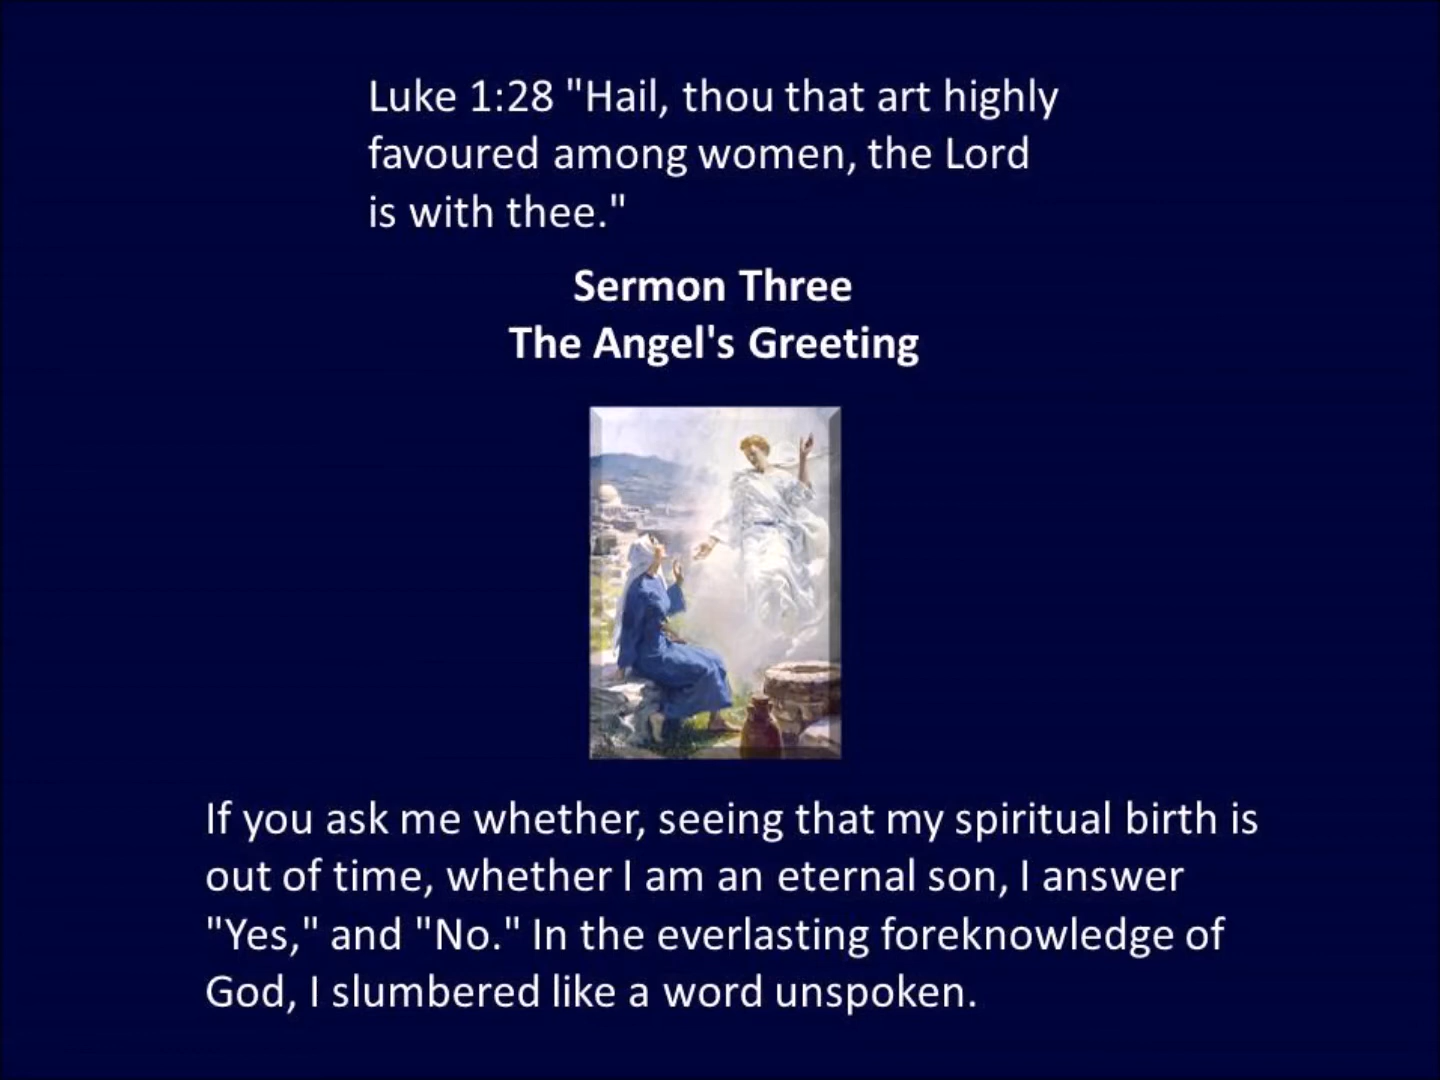 Luke 1:28 "Hail, thou that art highly
favoured among women, the Lord
is with thee."
Sermon Three
The Angel's Greeting
If you ask me whether, seeing that my spiritual birth is
out of time, whether I am an eternal son, I answer
"Yes," and "No." In the everlasting foreknowledge of
God, I slumbered like a word unspoken.